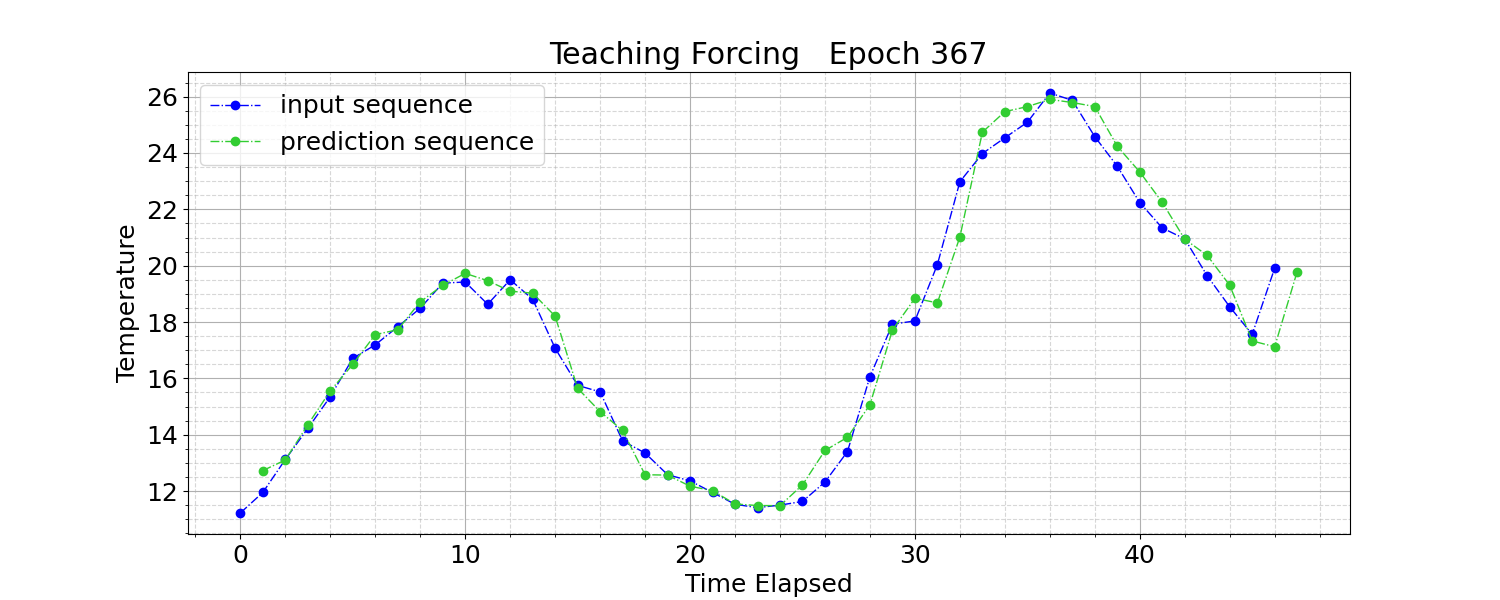 Teaching Forcing   Epoch 367
input sequence
prediction sequence
26
24
22
20
18
16
14
12
Temperature
0 10 20 30 40
Time Elapsed